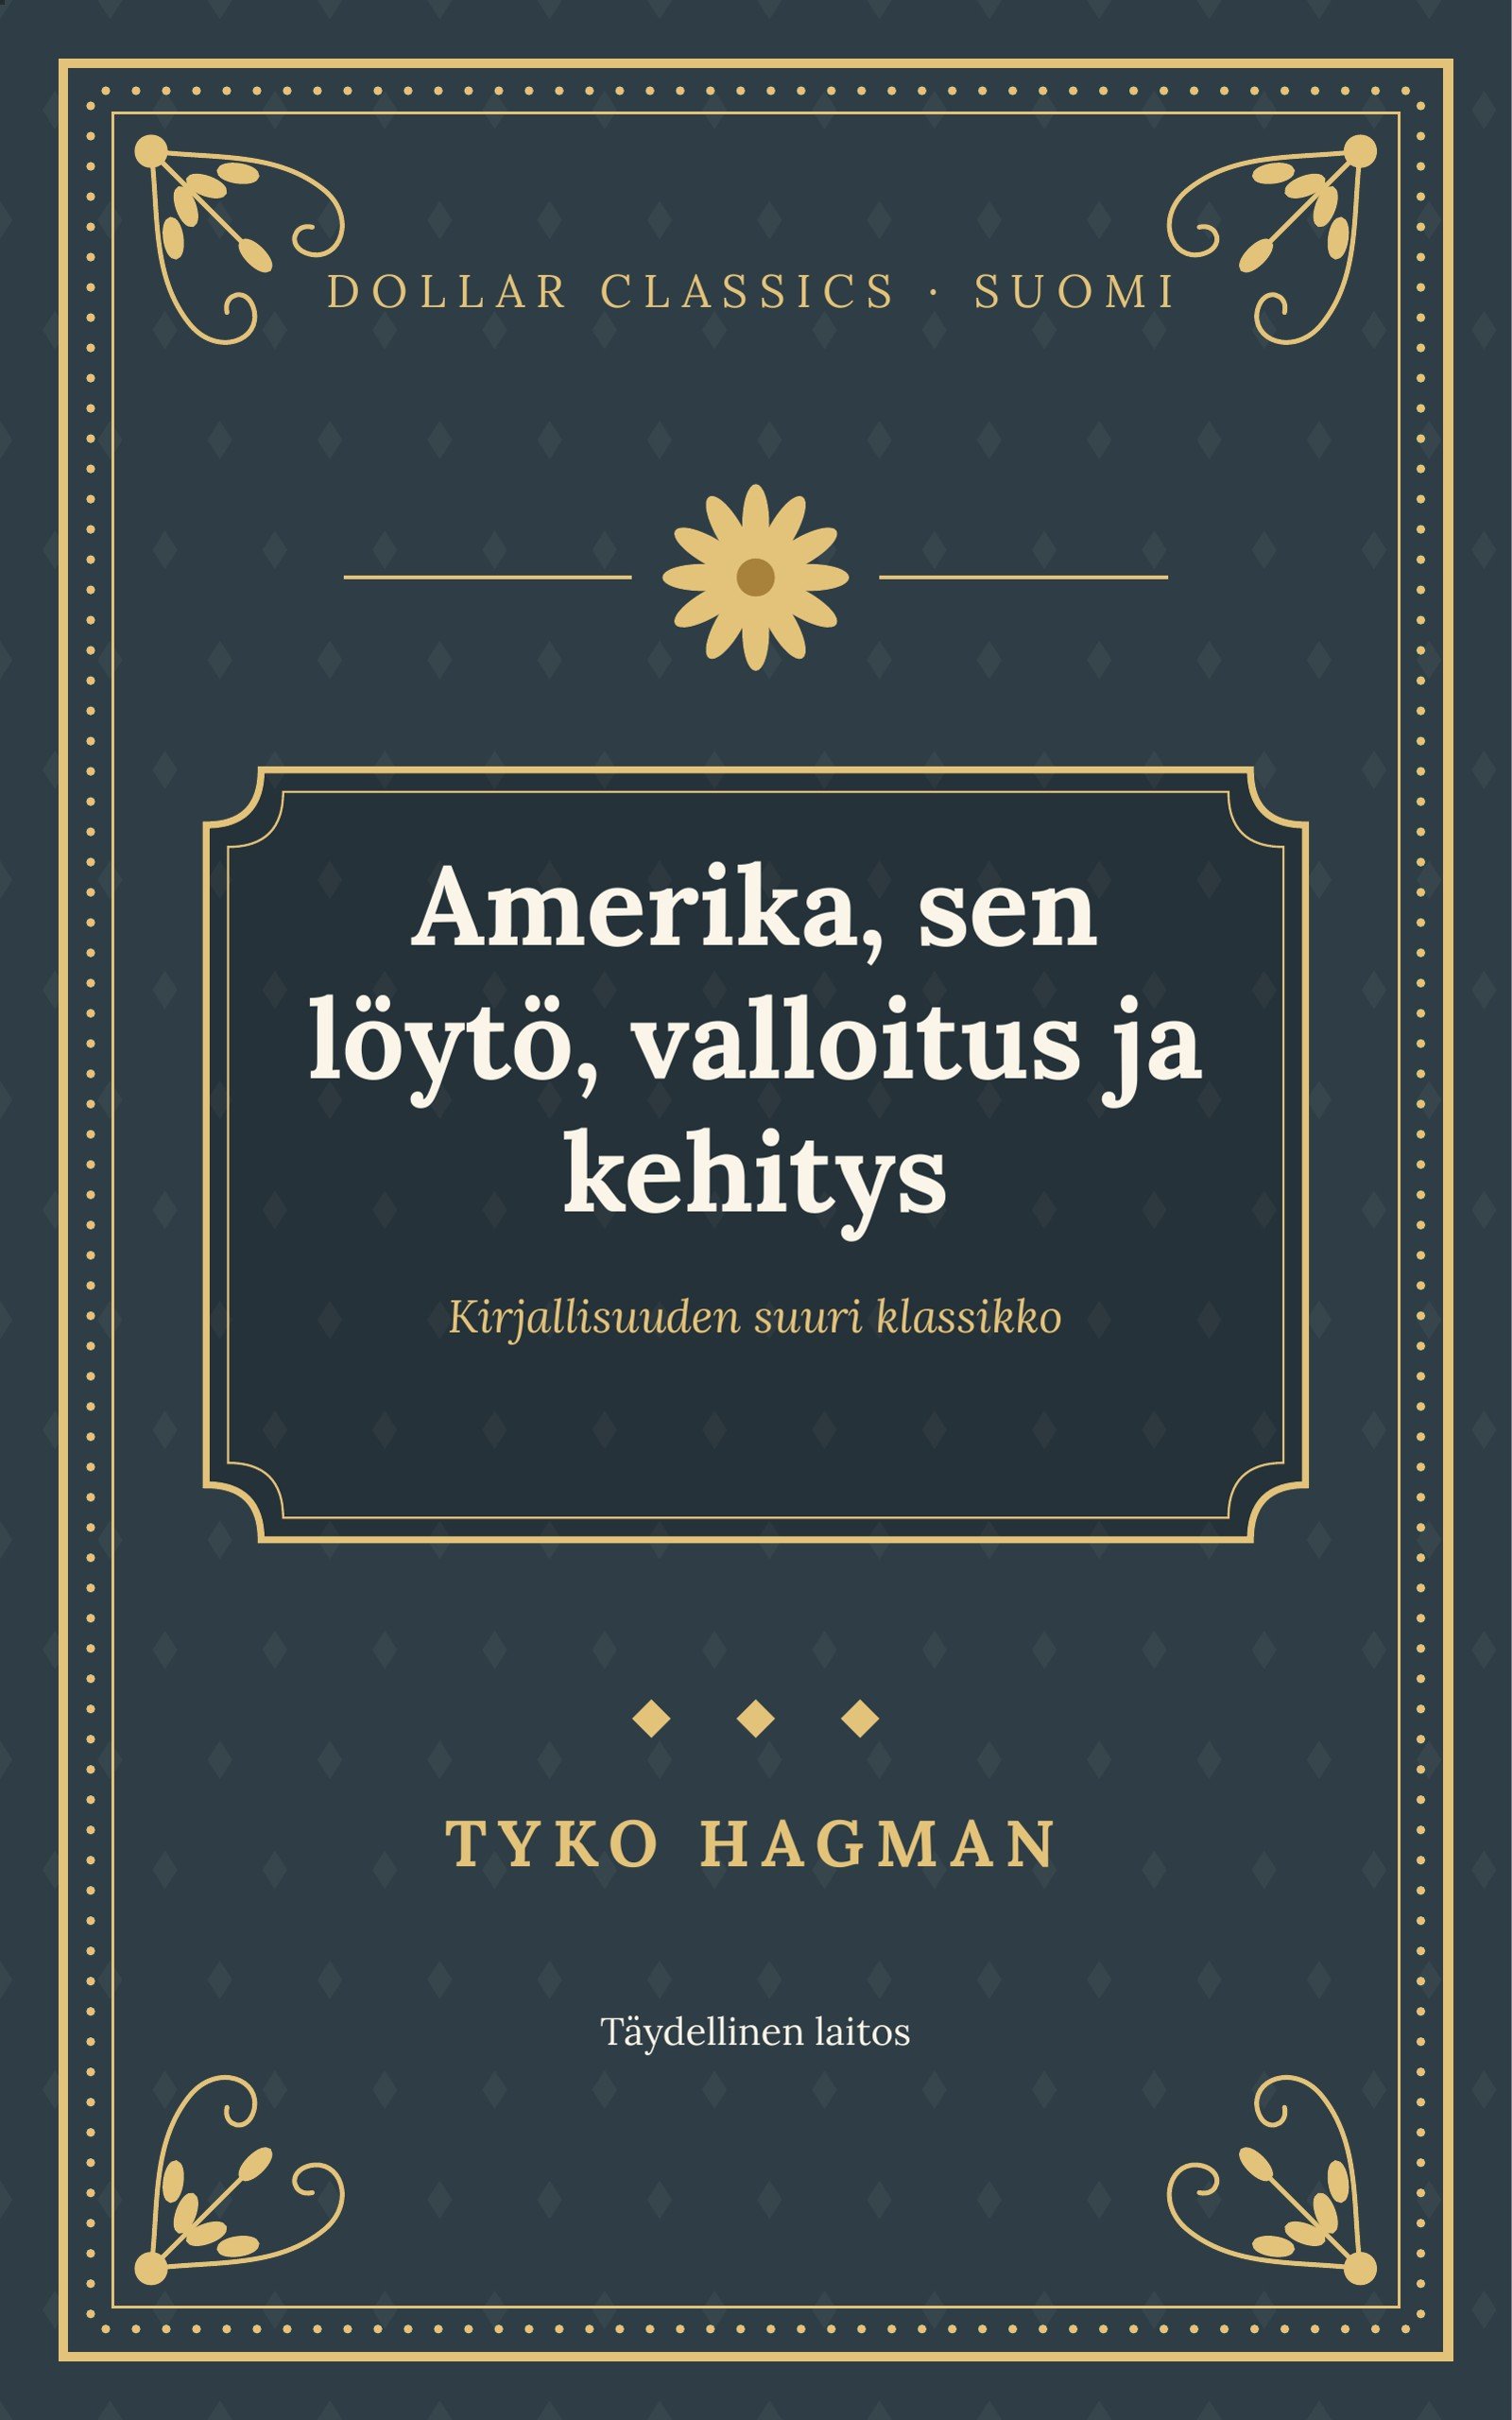 DOLLAR CLASSICS · SUOMI
Amerika, sen
löytö, valloitus ja
kehitys
Kirjallisuuden suuri klassikko
TYKO HAGMAN
Täydellinen laitos